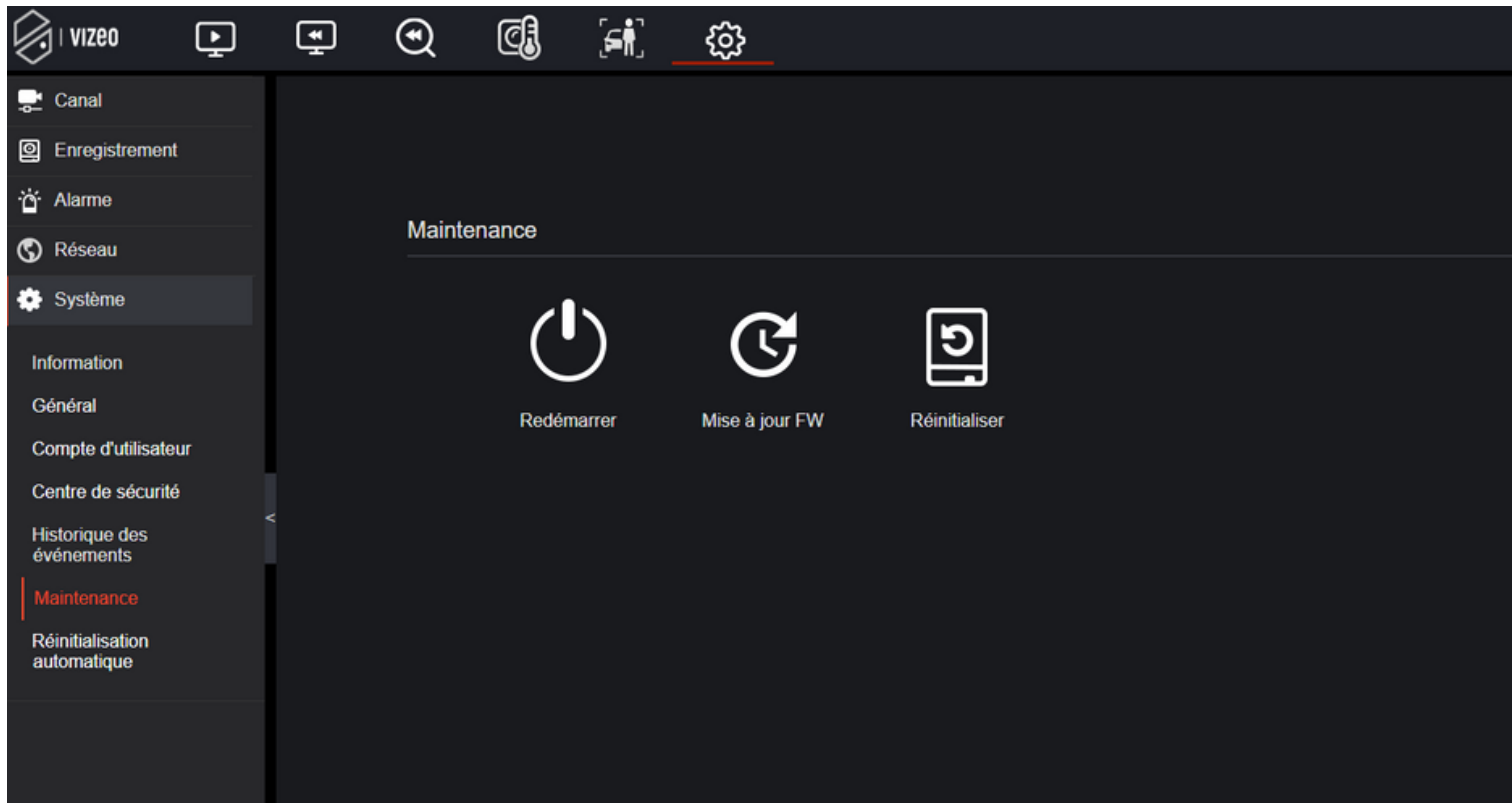 VIZEO
Canal
Enregistrement
Alarme
Réseau
Système
Information
Général
Compte d'utilisateur
Centre de sécurité
Historique des
événements
Maintenance
Réinitialisation
automatique
<
Maintenance
Redémarrer
Mise à jour FW
Réinitialiser